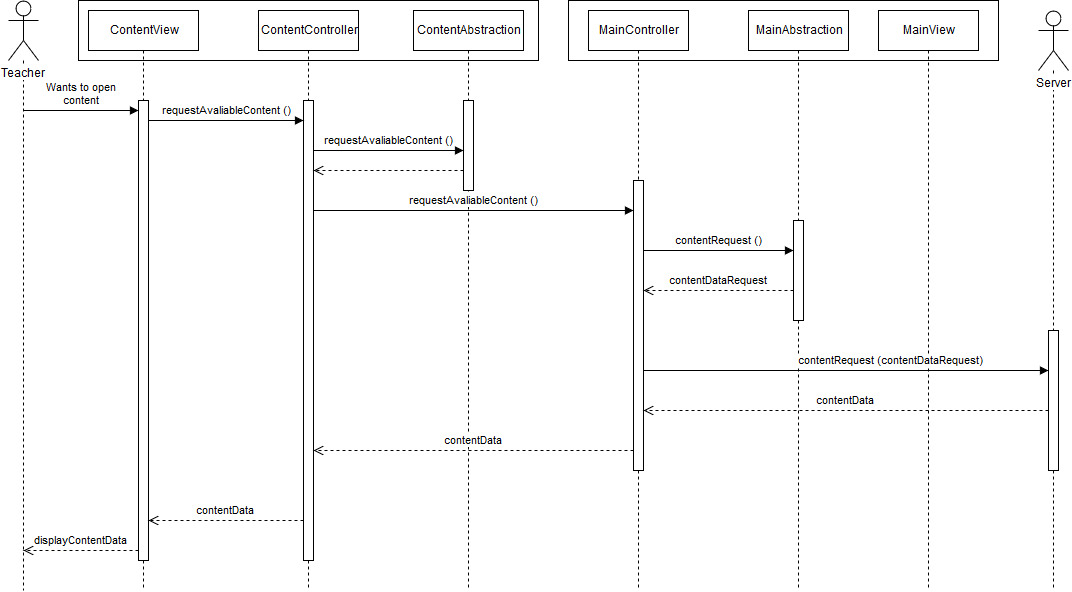 ContentView
ContentController
ContentAbstraction
MainController
MainAbstraction
MainView
Teacher
Server
Wants to open
content
requestAvaliableContent ()
requestAvaliableContent ()
requestAvaliableContent ()
contentRequest ()
contentDataRequest
contentRequest (contentDataRequest)
contentData
contentData
contentData
displayContentData